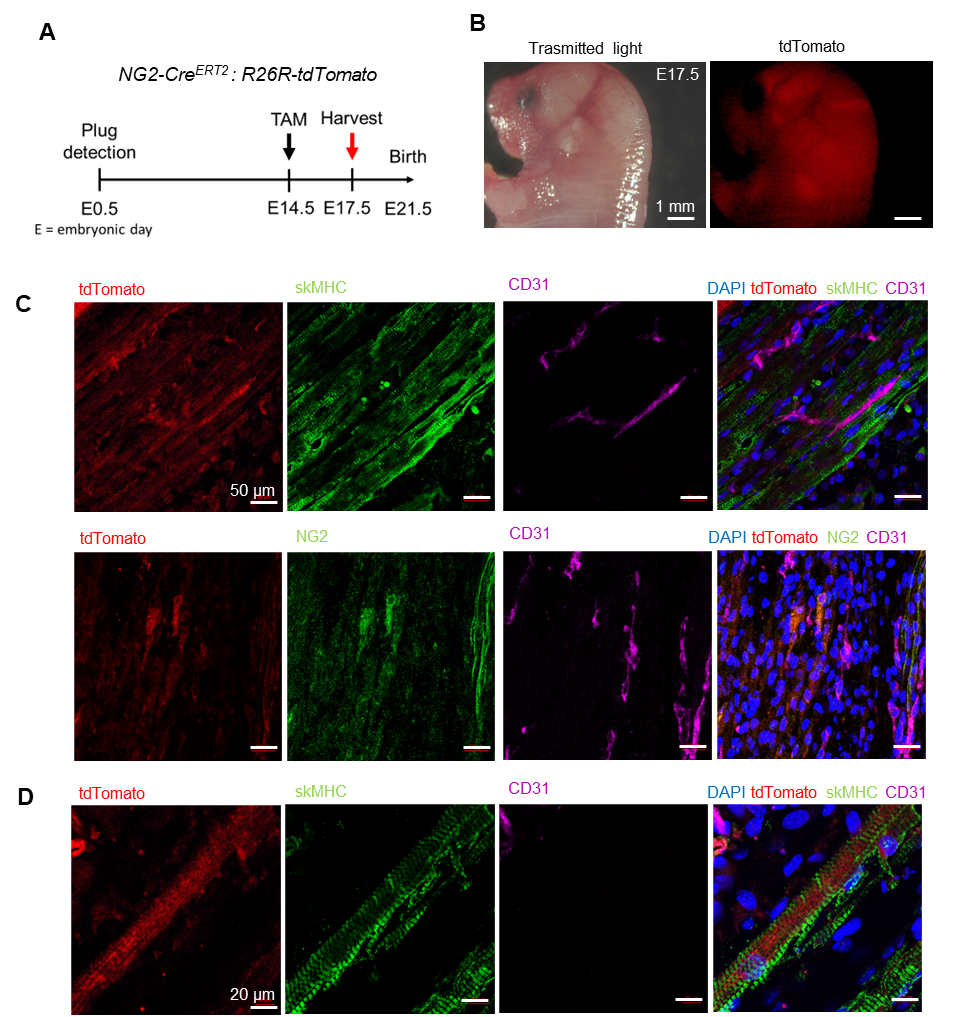 A
NG2-CreERT2 : R26R-tdTomato
Plug
detection
TAM
Harvest
Birth
E0.5
E14.5
E17.5
E21.5
E = embryonic day
B
Trasmitted light
tdTomato
E17.5
1 mm
C
tdTomato
skMHC
CD31
DAPI tdTomato skMHC CD31
50 µm
tdTomato
NG2
CD31
DAPI tdTomato NG2 CD31
D
tdTomato
skMHC
CD31
DAPI tdTomato skMHC CD31
20 µm